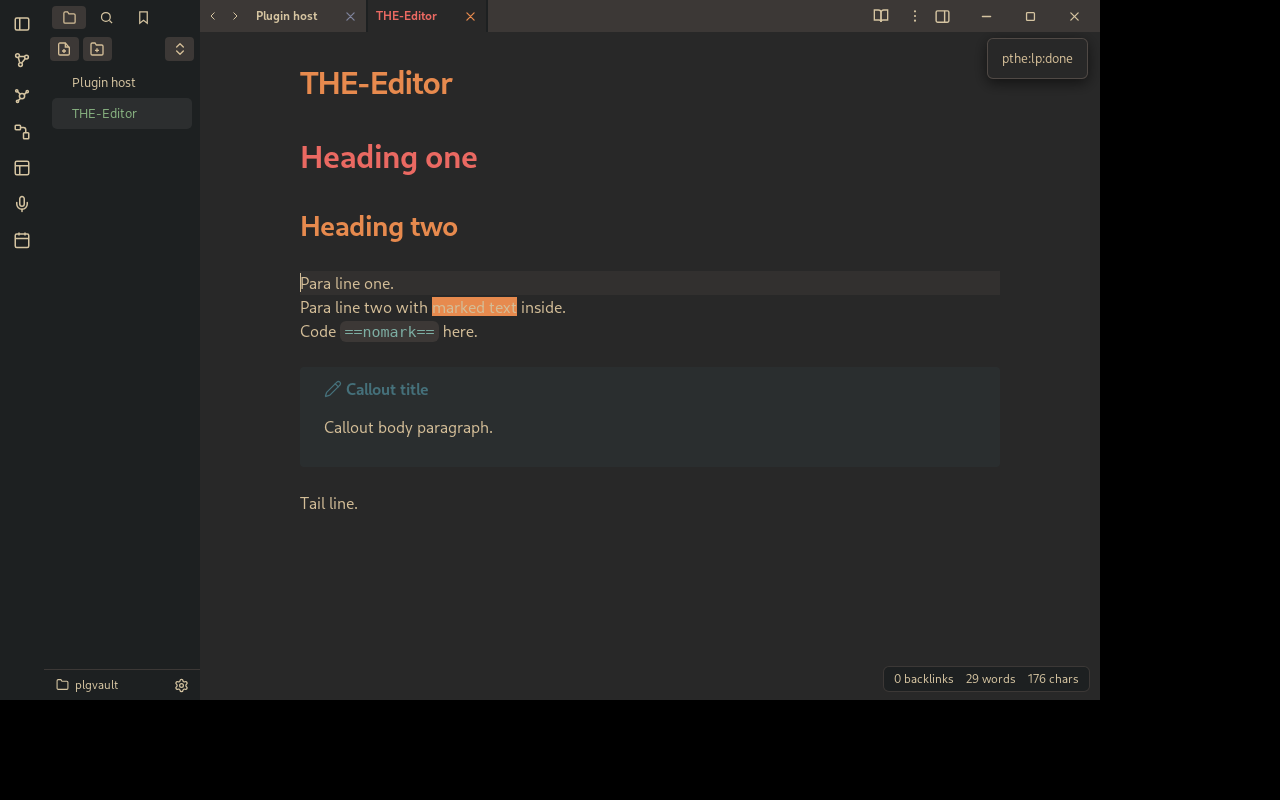 Plugin host
THE-Editor
pthe:lp:done
Plugin host
THE-Editor
THE-Editor
Heading one
Heading two
Para line one.
Para line two with marked text inside.
Code ==nomark== here.
Callout title
Callout body paragraph.
Tail line.
plgvault
0 backlinks 29 words 176 chars